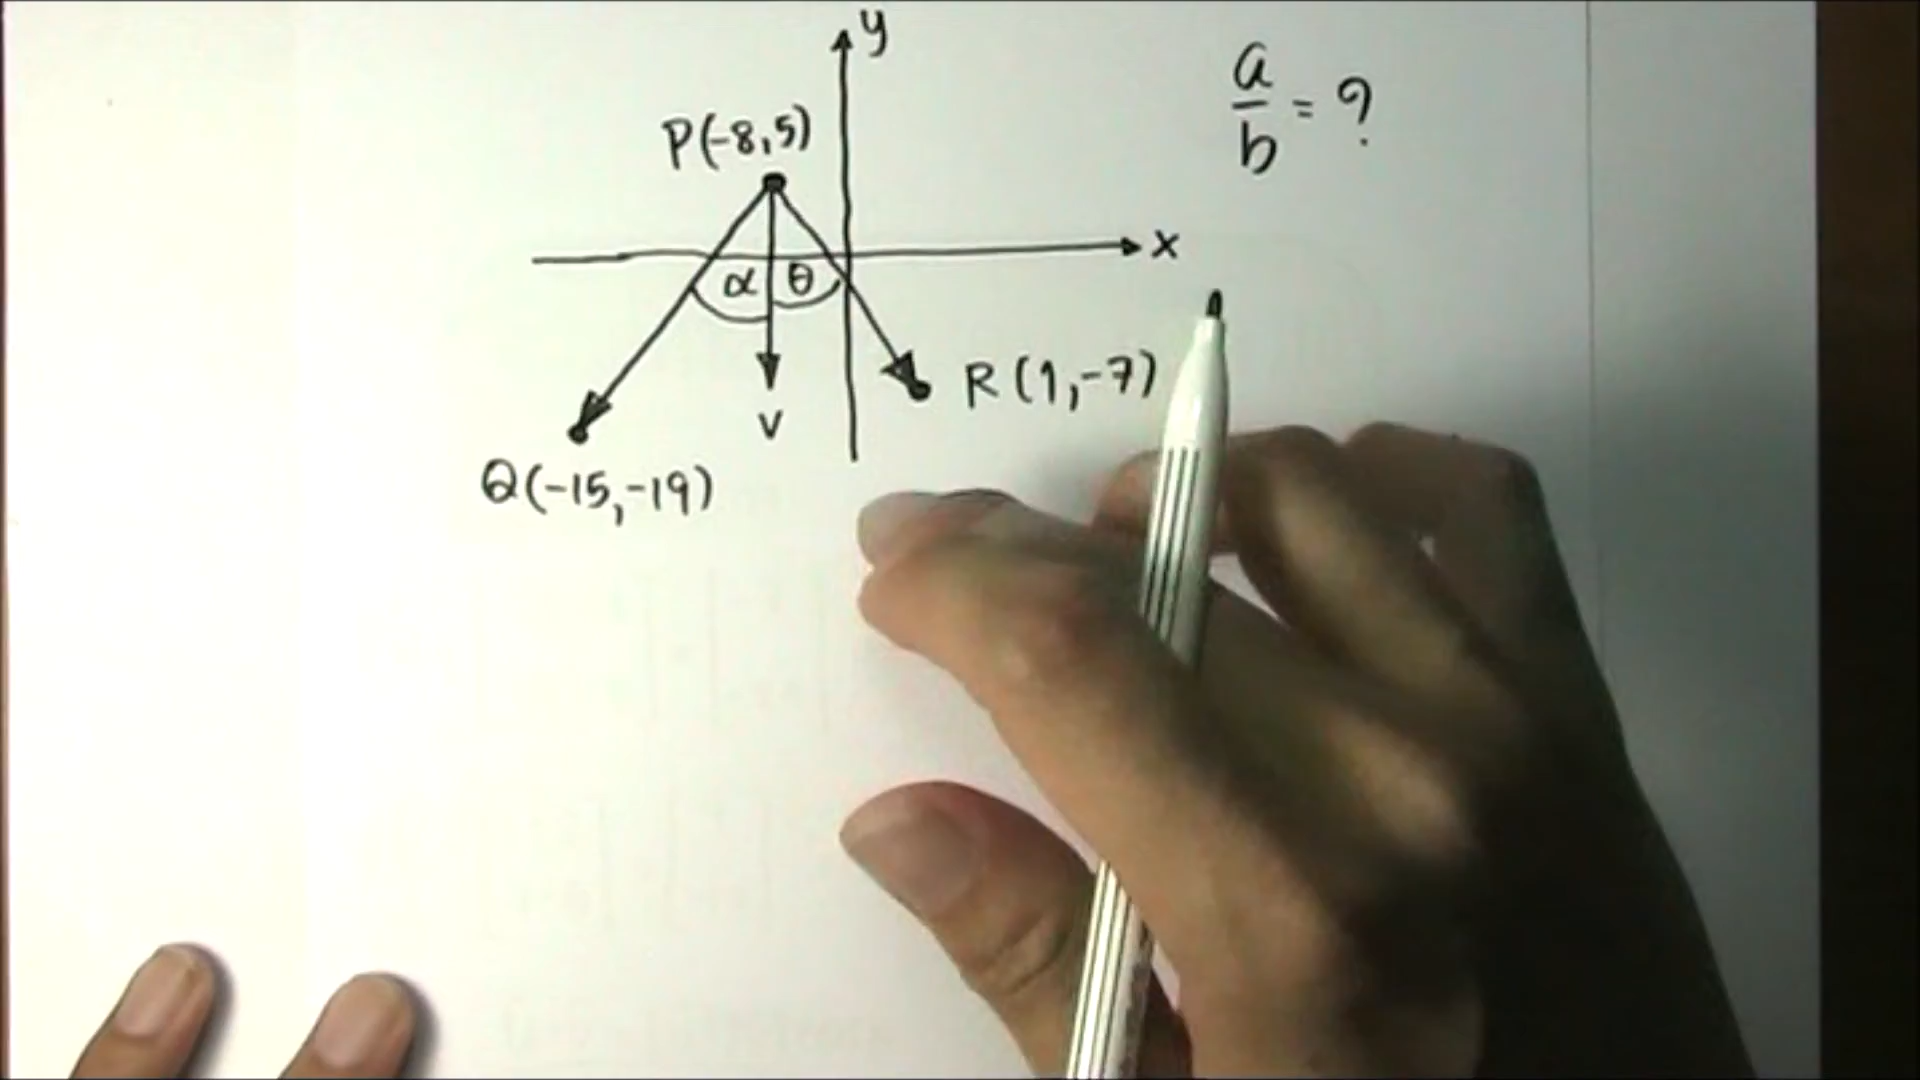 y
a/b = ?
P(-8,5)
x
α θ
R(1,-7)
v
Q(-15,-19)